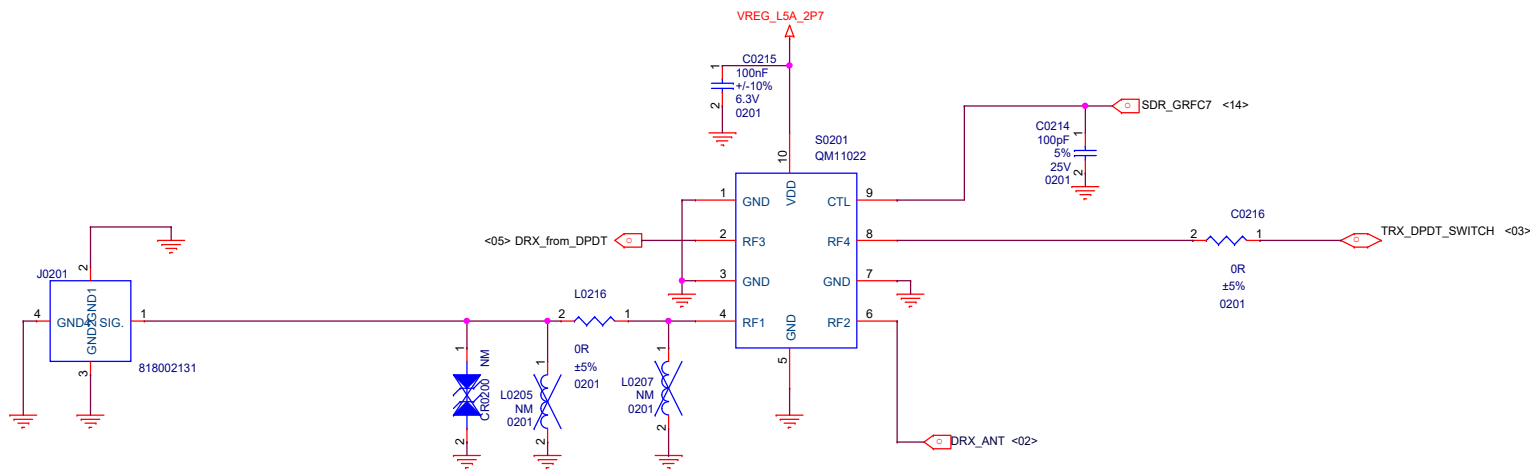 VREG_L5A_2P7
1
C0215
100nF
+/-10%
6.3V
0201
2
SDR_GRFC7 <14>
C0214
1
100pF
5%
25V
0201
2
S0201
QM11022
10
VDD
1
GND
CTL
9
C0216
<05> DRX_from_DPDT
2
RF3
RF4
8
2
1
TRX_DPDT_SWITCH <03>
0R
±5%
0201
3
GND
GND
7
J0201
2
GND1
4
GND4
SIG.
1
GND2
3
818002131
L0216
2
1
4
RF1
RF2
6
GND
5
0R
±5%
0201
1
NM
CR0200
2
1
L0205
NM
0201
2
1
L0207
NM
0201
2
DRX_ANT <02>